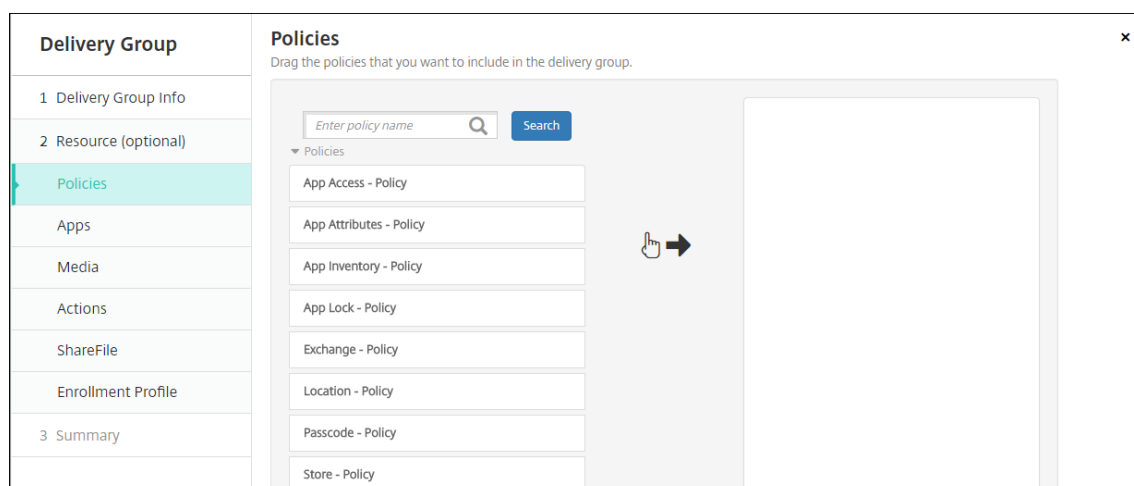 Delivery Group
1 Delivery Group Info
2 Resource (optional)
Policies
Apps
Media
Actions
ShareFile
Enrollment Profile
3 Summary
Policies
Drag the policies that you want to include in the delivery group.
Enter policy name
Search
Policies
App Access - Policy
App Attributes - Policy
App Inventory - Policy
App Lock - Policy
Exchange - Policy
Location - Policy
Passcode - Policy
Store - Policy